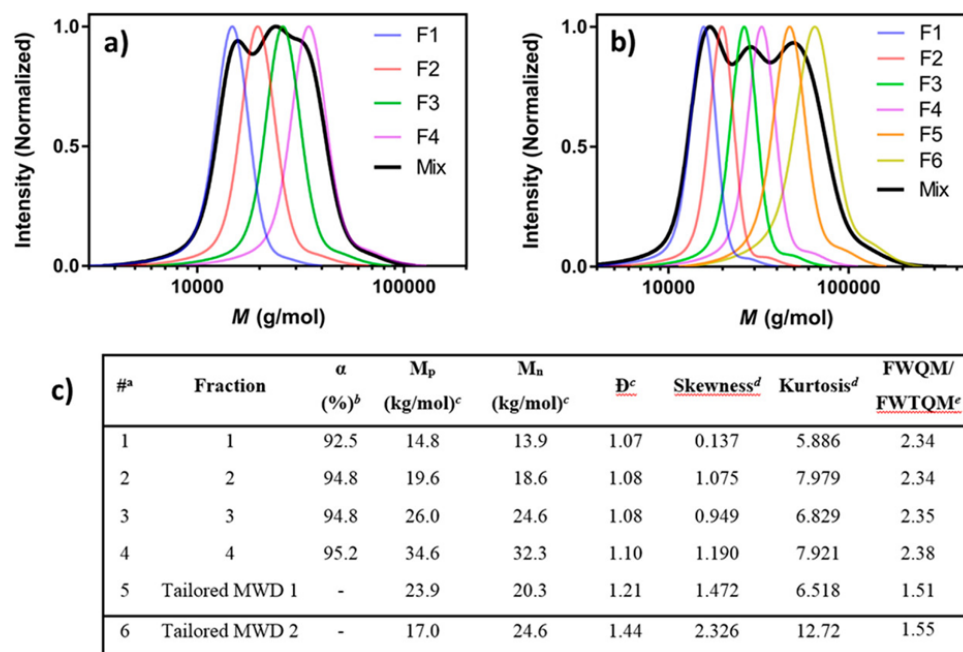 a)
1.0
0.5
0.0
Intensity (Normalized)
10000
100000
M (g/mol)
F1
F2
F3
F4
Mix
b)
1.0
0.5
0.0
Intensity (Normalized)
10000
100000
M (g/mol)
F1
F2
F3
F4
F5
F6
Mix
c)
#ᵃ Fraction α (%)ᵇ Mₚ (kg/mol)ᶜ Mₙ (kg/mol)ᶜ Đᶜ Skewnessᵈ Kurtosisᵈ FWQM/ FWTQMᵉ
1 1 92.5 14.8 13.9 1.07 0.137 5.886 2.34
2 2 94.8 19.6 18.6 1.08 1.075 7.979 2.34
3 3 94.8 26.0 24.6 1.08 0.949 6.829 2.35
4 4 95.2 34.6 32.3 1.10 1.190 7.921 2.38
5 Tailored MWD 1 - 23.9 20.3 1.21 1.472 6.518 1.51
6 Tailored MWD 2 - 17.0 24.6 1.44 2.326 12.72 1.55